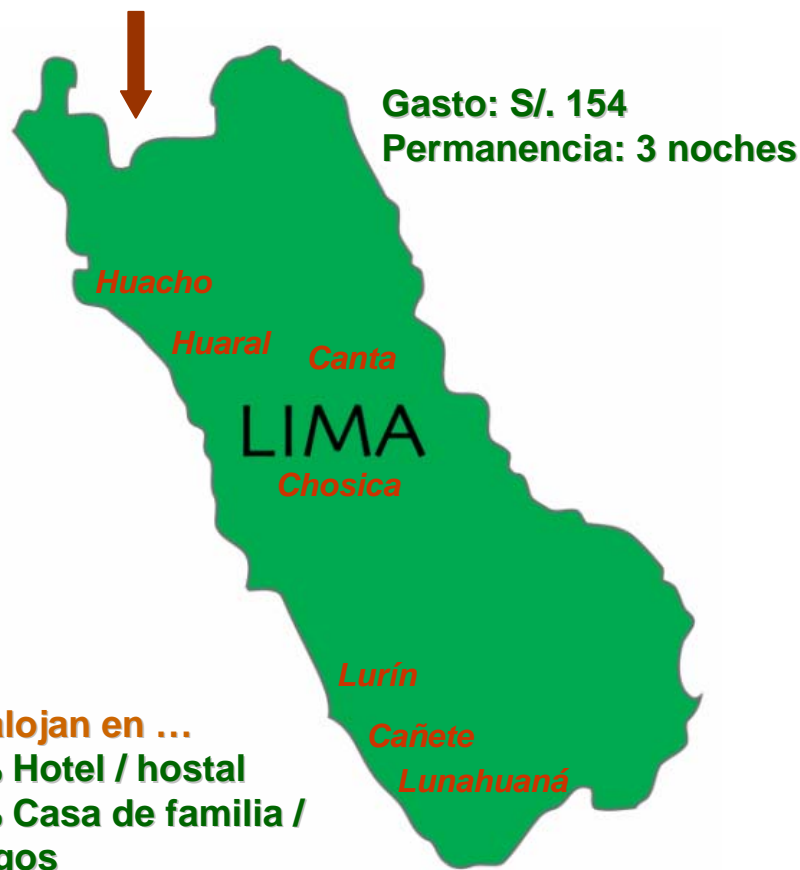 Gasto: S/. 154
Permanencia: 3 noches
Huacho
Huaral
Canta
LIMA
Chosica
Lurín
Cañete
Lunahuaná
alojan en …
Hotel / hostal
Casa de familia /